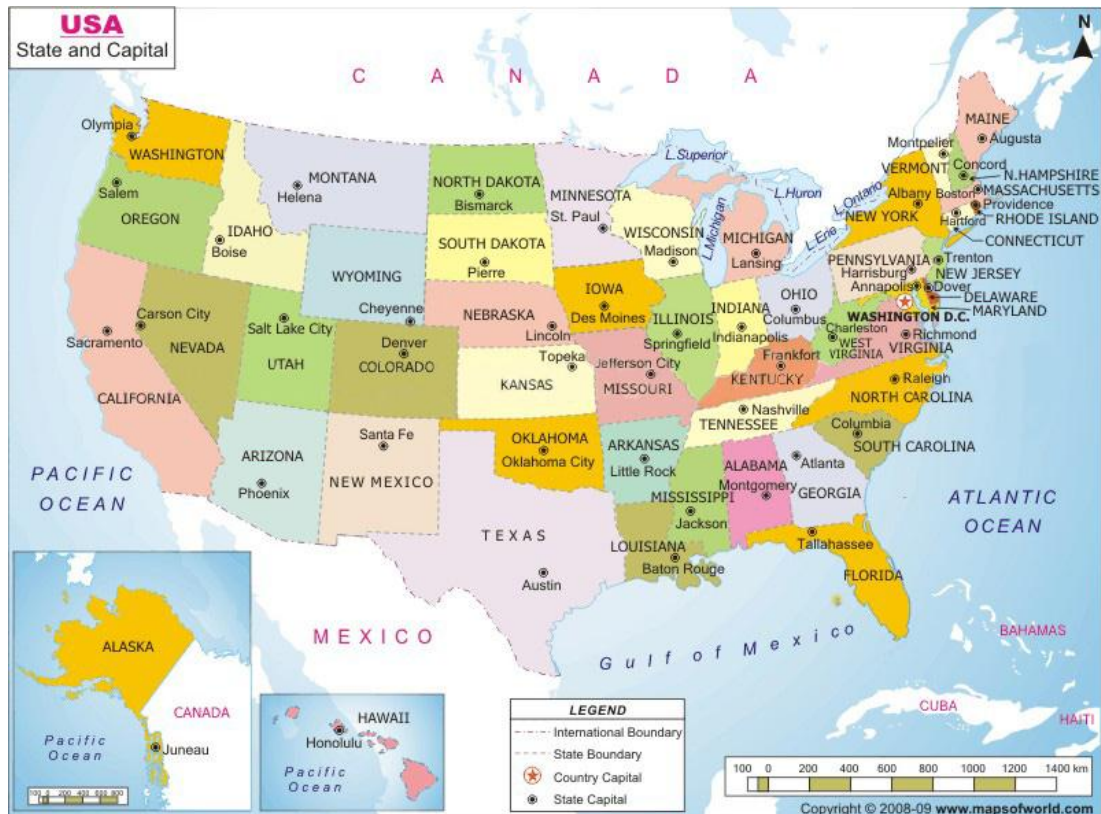 USA
State and Capital
N
C A N A D A
Olympia
WASHINGTON
Salem
OREGON
IDAHO
Boise
MONTANA
Helena
NORTH DAKOTA
Bismarck
SOUTH DAKOTA
Pierre
MINNESOTA
St. Paul
L.Superior
L.Huron
L.Michigan
L.Ontario
L.Erie
WISCONSIN
Madison
MICHIGAN
Lansing
MAINE
Augusta
Montpelier
VERMONT
Concord
N.HAMPSHIRE
MASSACHUSETTS
Albany
Boston
Providence
NEW YORK
Hartford
RHODE ISLAND
CONNECTICUT
WYOMING
Cheyenne
NEBRASKA
Lincoln
IOWA
Des Moines
ILLINOIS
Springfield
INDIANA
Indianapolis
OHIO
Columbus
PENNSYLVANIA
Harrisburg
Trenton
NEW JERSEY
Annapolis
Dover
DELAWARE
MARYLAND
WASHINGTON D.C.
Charleston
WEST
VIRGINIA
Richmond
VIRGINIA
Carson City
NEVADA
Sacramento
CALIFORNIA
Salt Lake City
UTAH
Denver
COLORADO
Topeka
KANSAS
Jefferson City
MISSOURI
Frankfort
KENTUCKY
Nashville
TENNESSEE
Raleigh
NORTH CAROLINA
Columbia
SOUTH CAROLINA
ARIZONA
Phoenix
Santa Fe
NEW MEXICO
OKLAHOMA
Oklahoma City
ARKANSAS
Little Rock
MISSISSIPPI
Jackson
ALABAMA
Montgomery
Atlanta
GEORGIA
TEXAS
Austin
LOUISIANA
Baton Rouge
Tallahassee
FLORIDA
PACIFIC
OCEAN
ATLANTIC
OCEAN
MEXICO
Gulf of Mexico
BAHAMAS
CUBA
HAITI
ALASKA
CANADA
Pacific
Ocean
Juneau
100 0 200 400 600 800
HAWAII
Honolulu
Pacific
Ocean
LEGEND
International Boundary
State Boundary
Country Capital
State Capital
100 0 200 400 600 800 1000 1200 1400 km
Copyright © 2008-09 www.mapsofworld.com